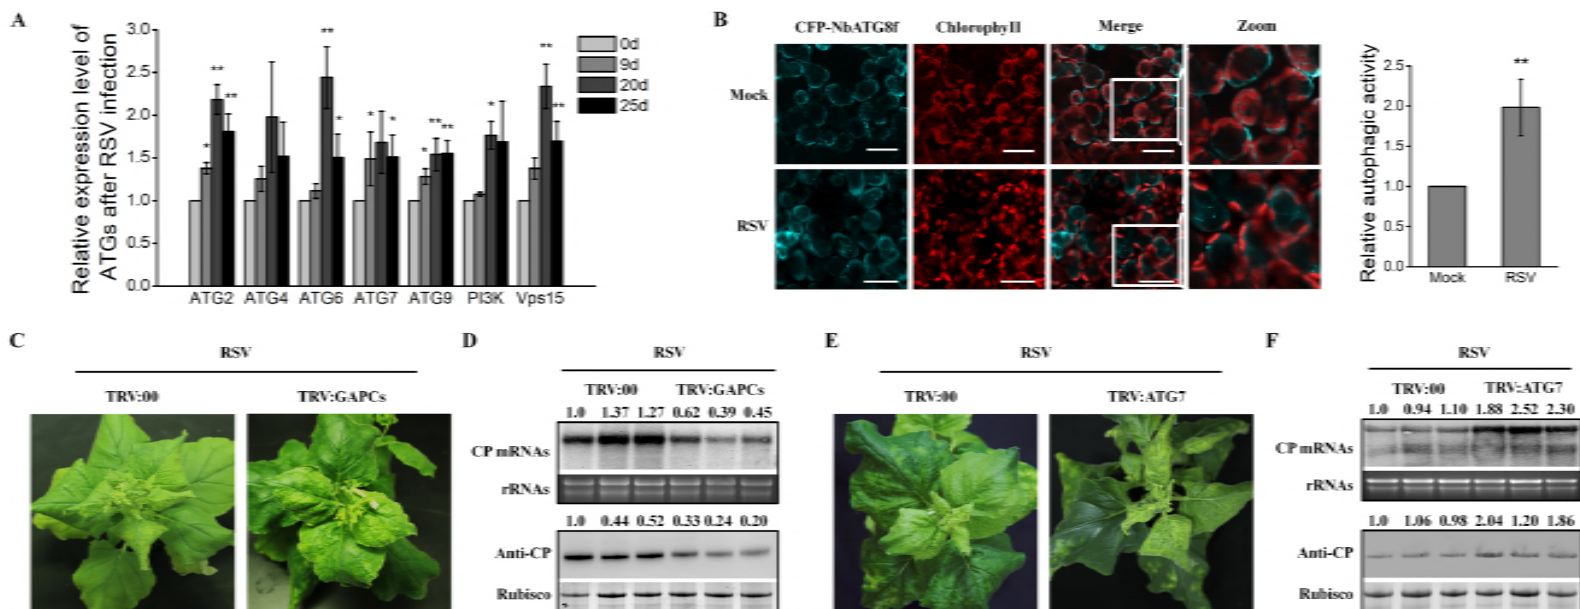 A
Relative expression level of
ATGs after RSV infection
3.0
2.5
2.0
1.5
1.0
0.5
0.0
** * ** ** * * * * ** ** * ** **
0d
9d
20d
25d
ATG2 ATG4 ATG6 ATG7 ATG9 PI3K Vps15
B
CFP-NbATG8f Chlorophyll Merge Zoom
Mock
RSV
Relative autophagic activity
2.5
2.0
1.5
1.0
0.5
0.0
**
Mock RSV
C
RSV
TRV:00 TRV:GAPCs
D
RSV
TRV:00 TRV:GAPCs
1.0 1.37 1.27 0.62 0.39 0.45
CP mRNAs
rRNAs
1.0 0.44 0.52 0.33 0.24 0.20
Anti-CP
Rubisco
E
RSV
TRV:00 TRV:ATG7
F
RSV
TRV:00 TRV:ATG7
1.0 0.94 1.10 1.88 2.52 2.30
CP mRNAs
rRNAs
1.0 1.06 0.98 2.04 1.20 1.86
Anti-CP
Rubisco